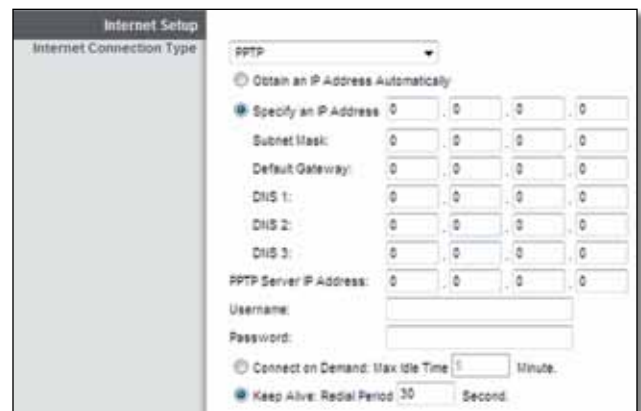 Internet Setup
Internet Connection Type
PPTP
Obtain an IP Address Automatically
Specify an IP Address 0 . 0 . 0 . 0
Subnet Mask: 0 . 0 . 0 . 0
Default Gateway: 0 . 0 . 0 . 0
DNS 1: 0 . 0 . 0 . 0
DNS 2: 0 . 0 . 0 . 0
DNS 3: 0 . 0 . 0 . 0
PPTP Server IP Address: 0 . 0 . 0 . 0
Username:
Password:
Connect on Demand: Max Idle Time Minute.
Keep Alive: Redial Period 30 Second.